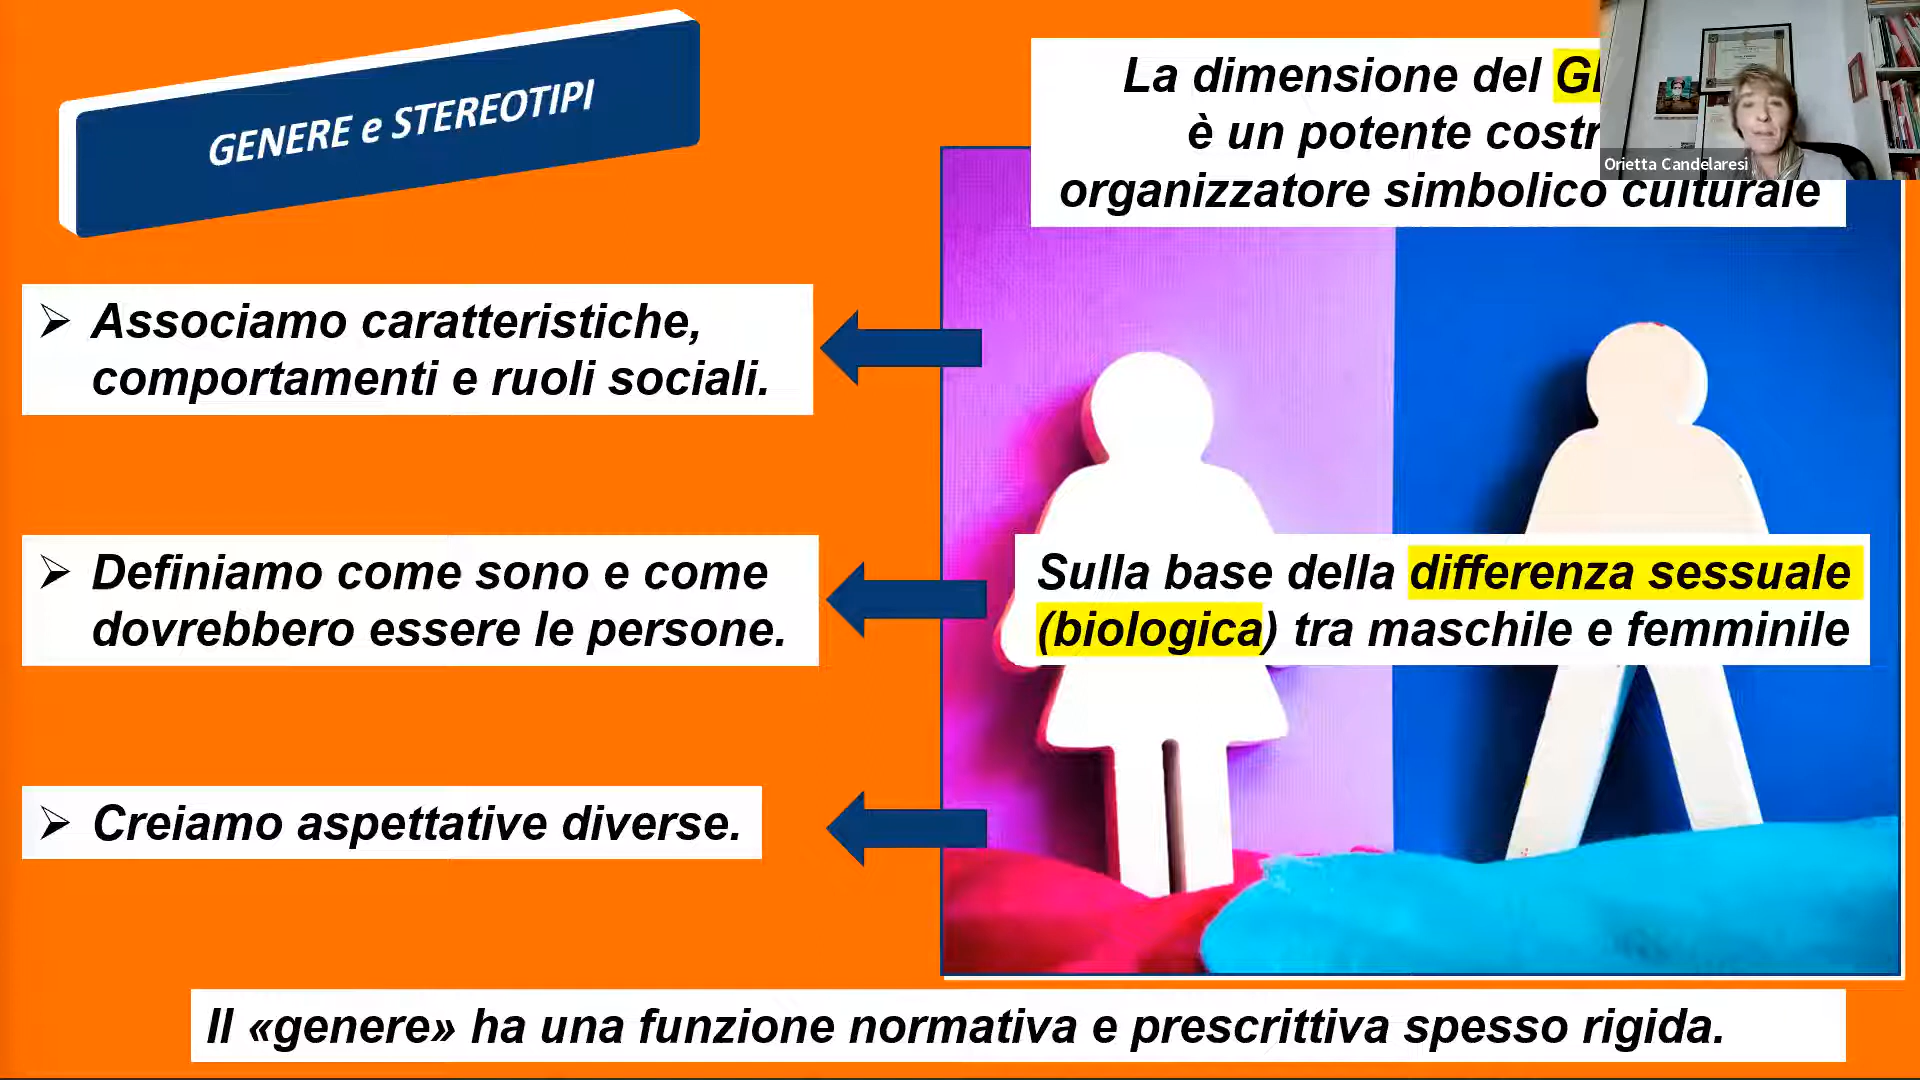 GENERE e STEREOTIPI
La dimensione del
è un potente
organizzatore simbolico culturale
Orietta Candelaresi
➢ Associamo caratteristiche,
comportamenti e ruoli sociali.
➢ Definiamo come sono e come
dovrebbero essere le persone.
Sulla base della differenza sessuale
(biologica) tra maschile e femminile
➢ Creiamo aspettative diverse.
Il «genere» ha una funzione normativa e prescrittiva spesso rigida.